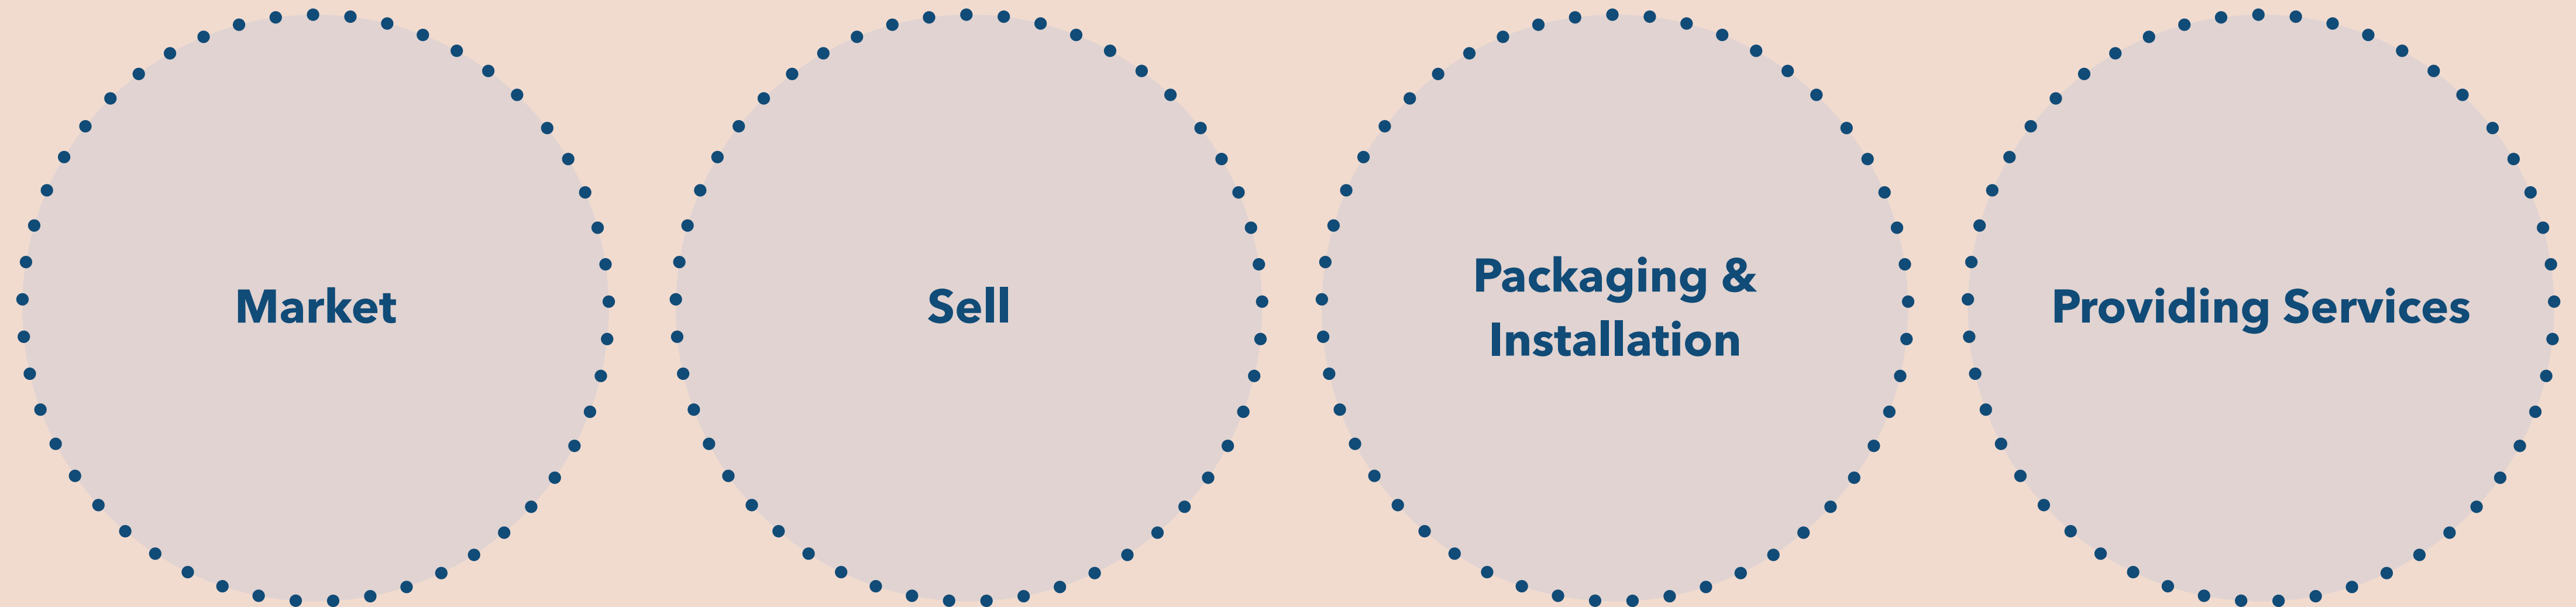 Market
Sell
Packaging &
Installation
Providing Services